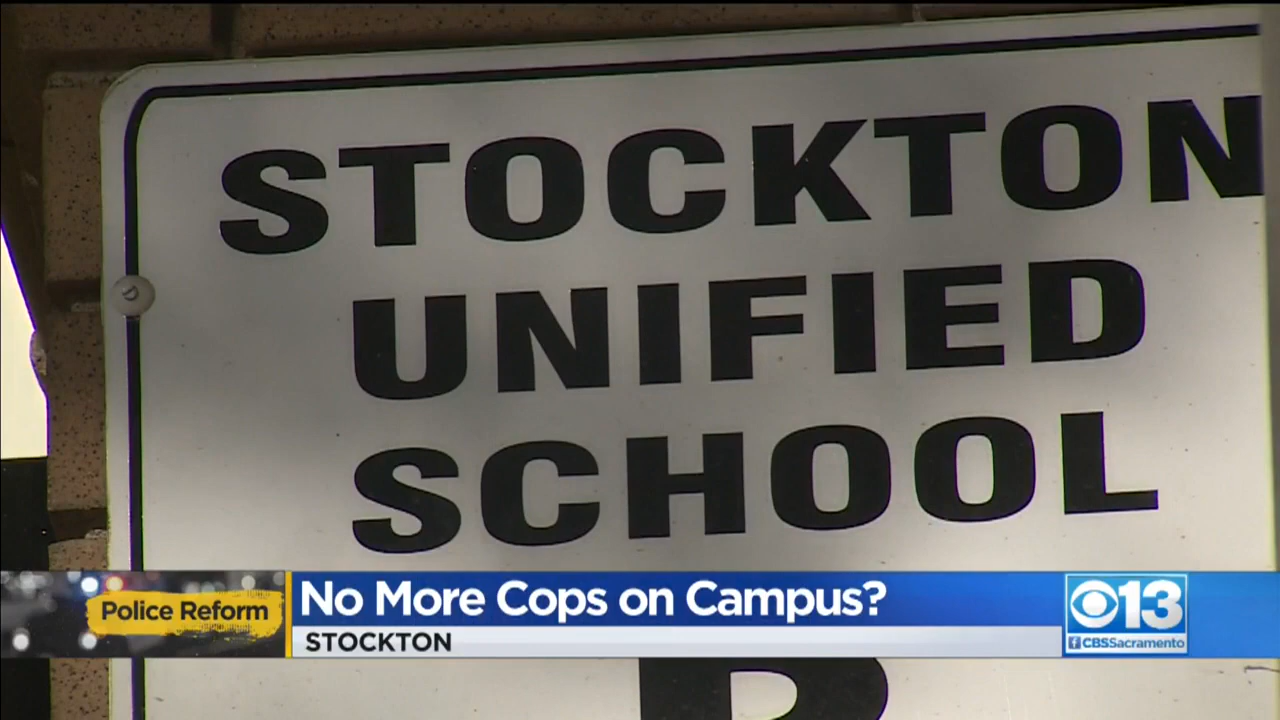 STOCKTON
UNIFIED
SCHOOL
Police Reform
No More Cops on Campus?
STOCKTON
CBS 13
f CBSSacramento